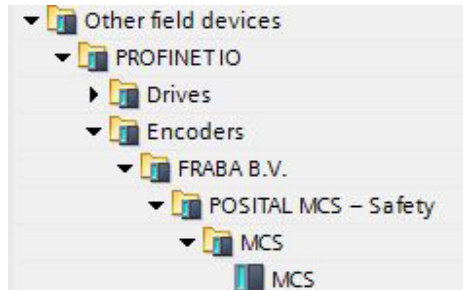 Other field devices
PROFINET IO
Drives
Encoders
FRABA B.V.
POSITAL MCS – Safety
MCS
MCS